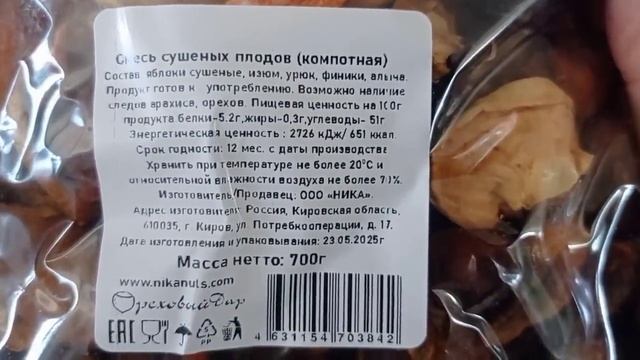 Смесь сушеных плодов (компотная)
Состав: яблоки сушеные, изюм, урюк, финики, алыча.
Продукт готов к употреблению. Возможно наличие
следов арахиса, орехов. Пищевая ценность на 100г
продукта белки-5.2г,жиры-0,3г,углеводы- 51г
Энергетическая ценность : 2726 кДж/ 651 ккал.
Срок годности: 12 мес. с даты производства
Хранить при температуре не более 20°С и
относительной влажности воздуха не более 70%.
Изготовитель/Продавец: ООО «НИКА».
Адрес изготовителя: Россия, Кировская область,
610035, г. Киров, ул. Потребкооперации, д. 17.
Дата изготовления и упаковывания: 23.05.2025г
Масса нетто: 700г
www.nikanuts.com
Ореховый Дар
EAC
PP
4 631154 703842